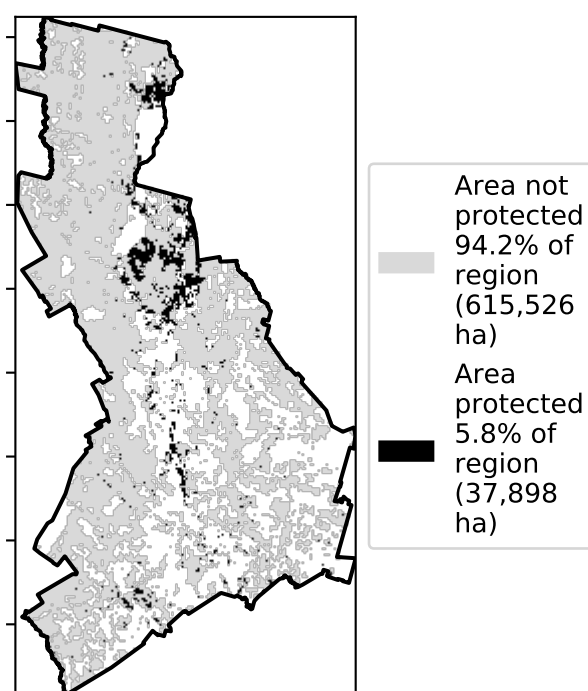 Area not
protected
94.2% of
region
(615,526
ha)
Area
protected
5.8% of
region
(37,898
ha)